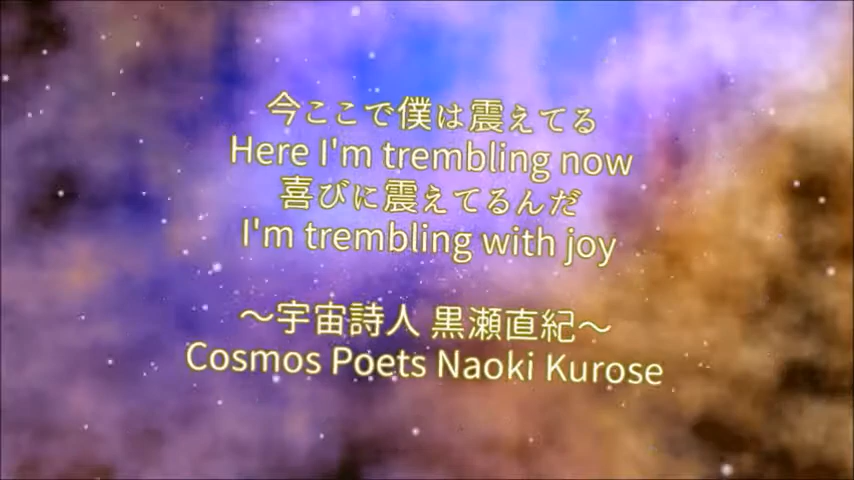 今ここで僕は震えてる
Here I'm trembling now
喜びに震えてるんだ
I'm trembling with joy
～宇宙詩人 黒瀬直紀～
Cosmos Poets Naoki Kurose